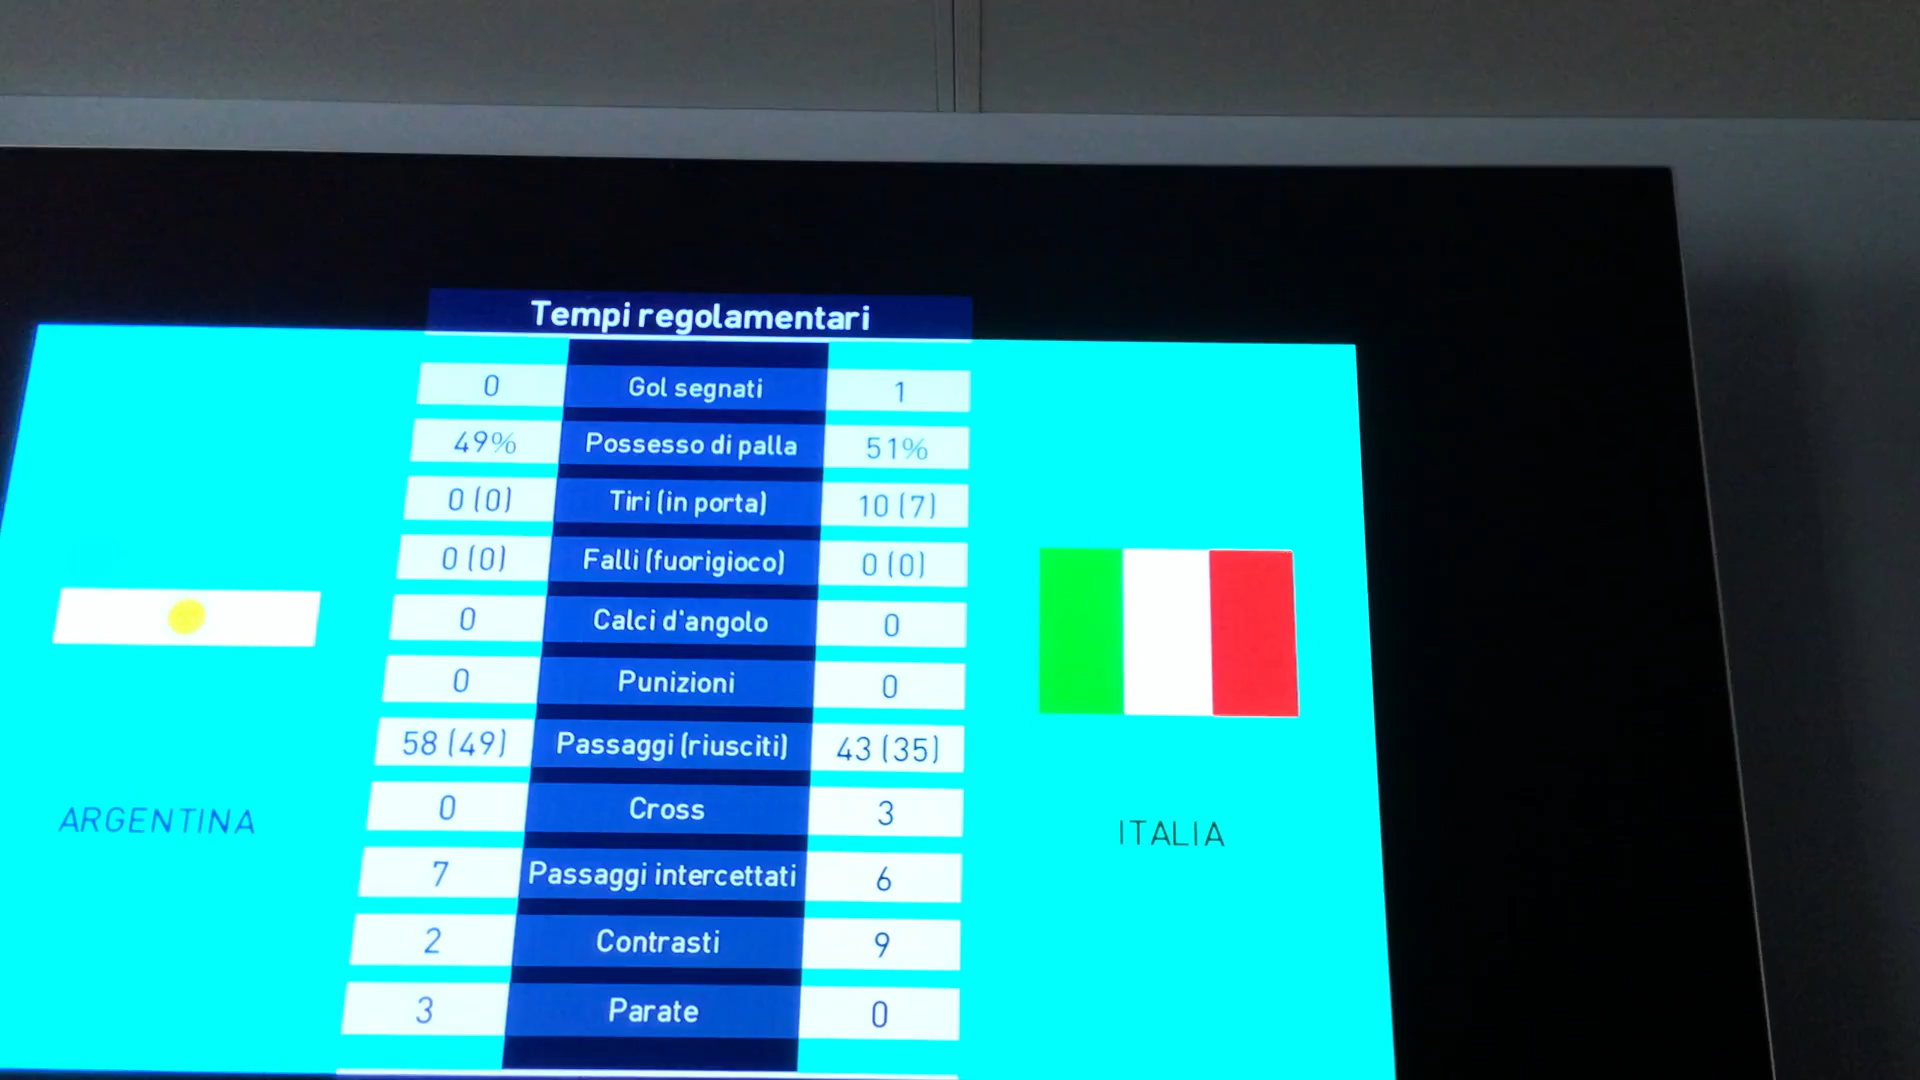 Tempi regolamentari
0 Gol segnati 1
49% Possesso di palla 51%
0 (0) Tiri (in porta) 10 (7)
0 (0) Falli (fuorigioco) 0 (0)
0 Calci d'angolo 0
0 Punizioni 0
58 (49) Passaggi (riusciti) 43 (35)
0 Cross 3
ARGENTINA
ITALIA
7 Passaggi intercettati 6
2 Contrasti 9
3 Parate 0